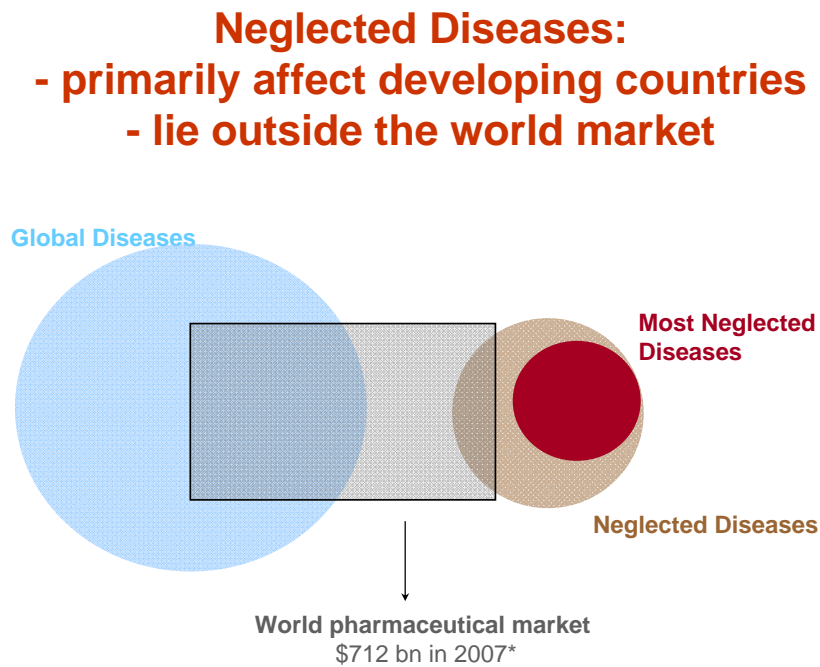 Neglected Diseases:
- primarily affect developing countries
- lie outside the world market
Global Diseases
Most Neglected
Diseases
Neglected Diseases
World pharmaceutical market
$712 bn in 2007*